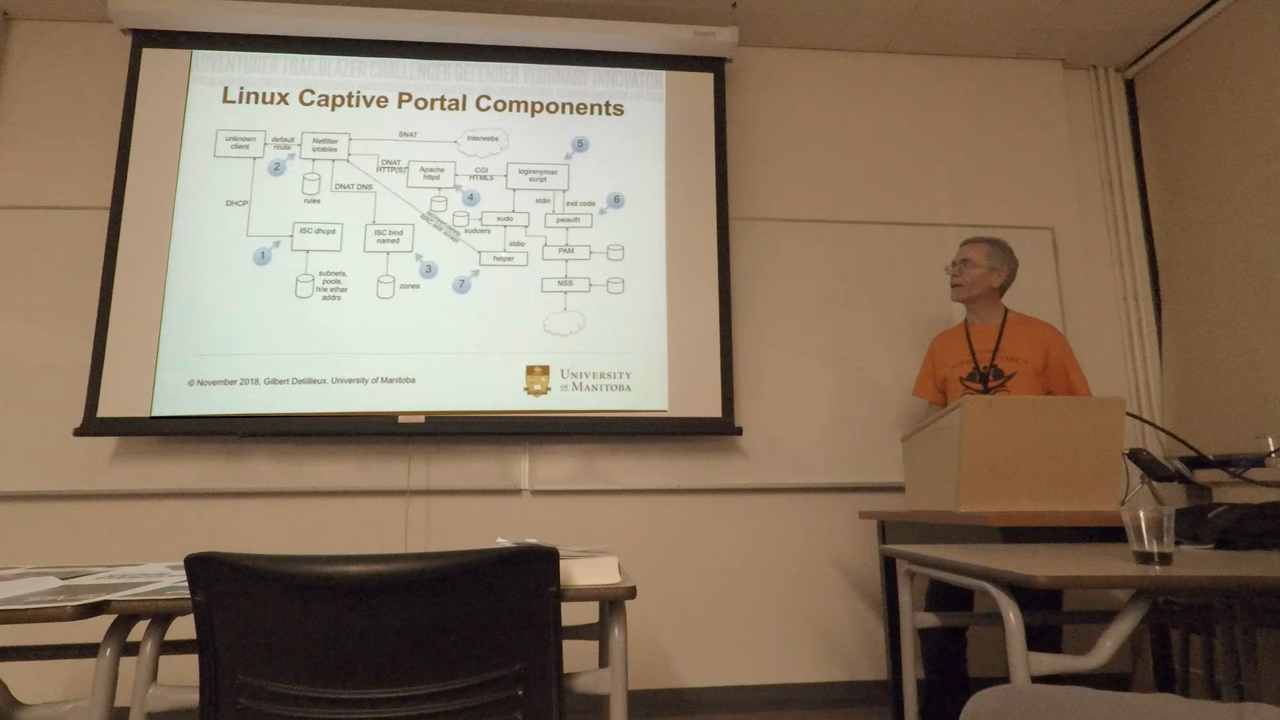 ADVENTURER TRAILBLAZER CHALLENGER DEFENDER VISIONARY INNOVATOR
Linux Captive Portal Components
unknown
client
default
route
Netfilter
iptables
SNAT
Interwebs
5
2
DNAT
HTTP(S)
Apache
httpd
CGI
HTML5
loginmymac
script
rules
DNAT DNS
4
stdin
exit code
6
DHCP
sudoers
sudo
pwauth
ISC dhcpd
ISC bind
named
stdio
PAM
1
3
7
helper
subnets,
pools,
h/w ether
addrs
zones
NSS
© November 2018, Gilbert Detillieux, University of Manitoba
UNIVERSITY
OF MANITOBA